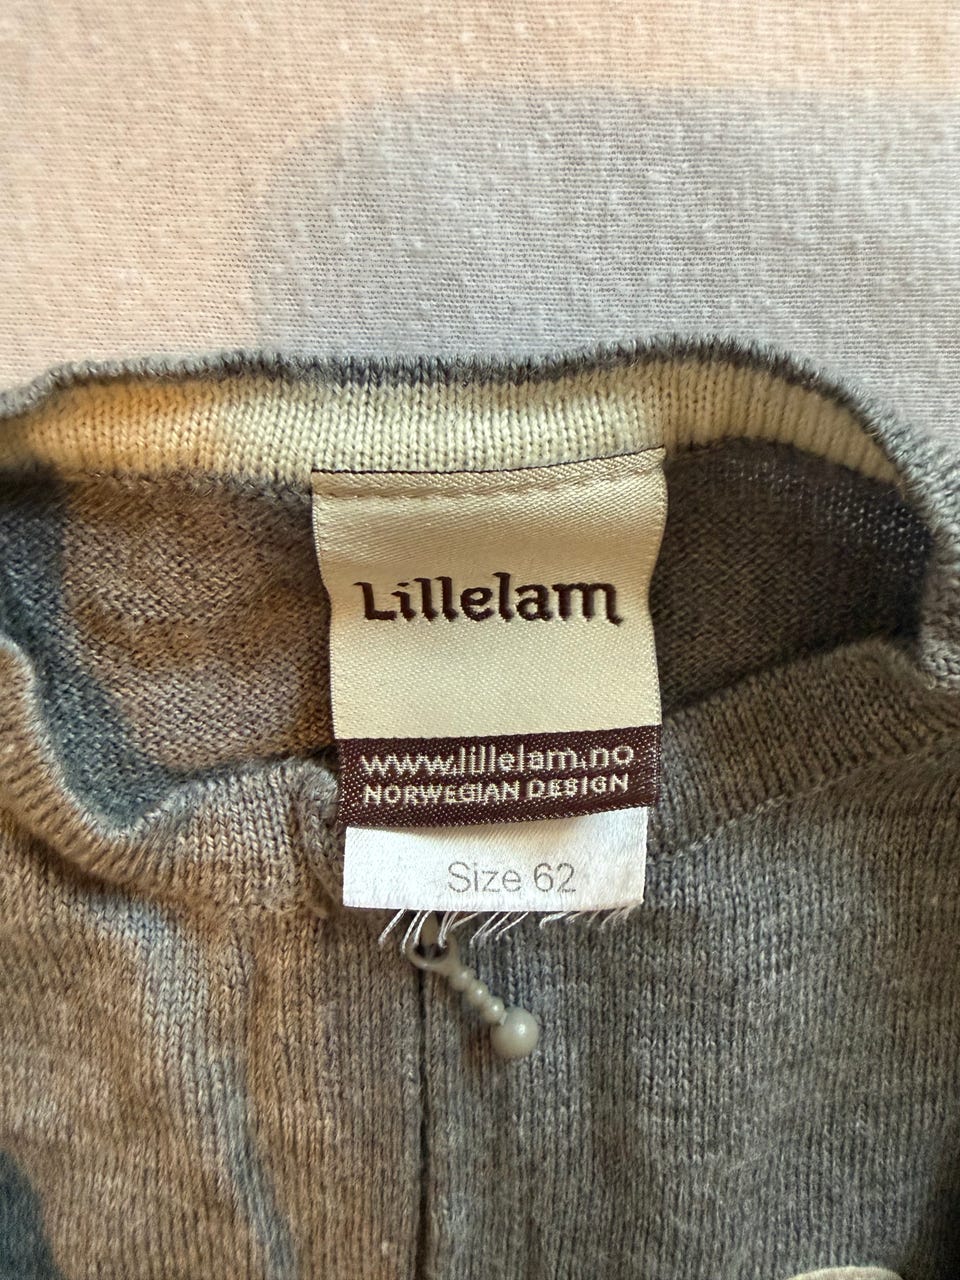 Lillelam
www.lillelam.no
NORWEGIAN DESIGN
Size 62